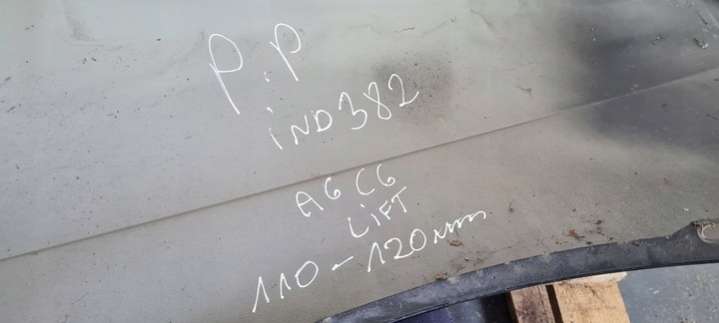 P.P
iND382
A6 C6
LiFT
110-120mm